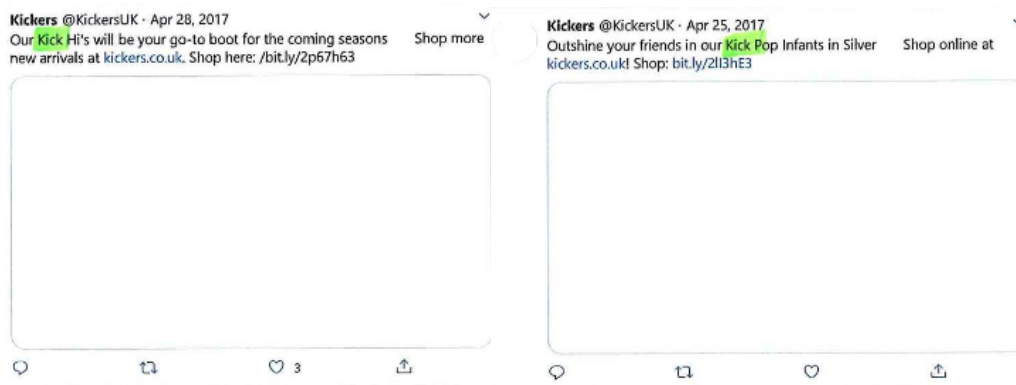 Kickers @KickersUK · Apr 28, 2017
Our Kick Hi's will be your go-to boot for the coming seasons Shop more
new arrivals at kickers.co.uk. Shop here: /bit.ly/2p67h63
3
Kickers @KickersUK · Apr 25, 2017
Outshine your friends in our Kick Pop Infants in Silver Shop online at
kickers.co.uk! Shop: bit.ly/2lI3hE3